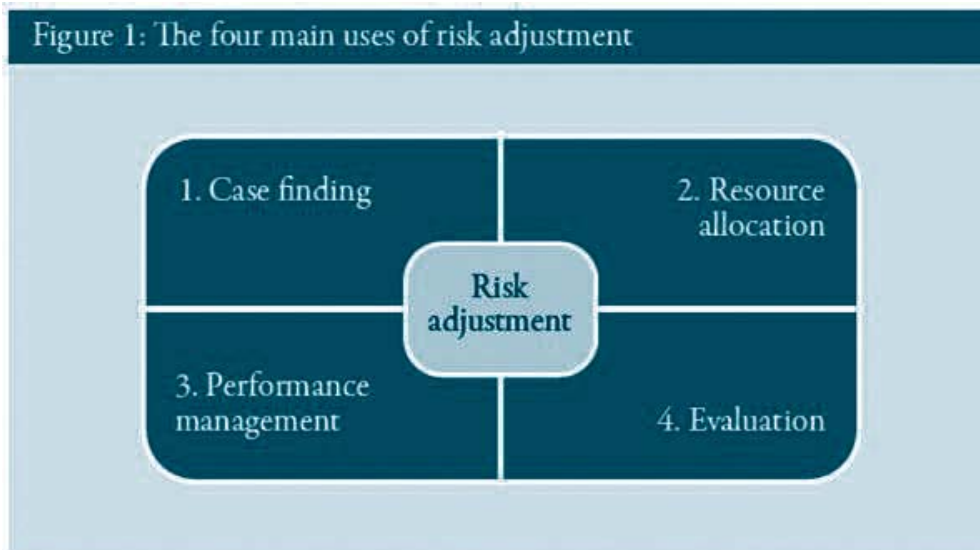 Figure 1: The four main uses of risk adjustment
1. Case finding
2. Resource
allocation
Risk
adjustment
3. Performance
management
4. Evaluation